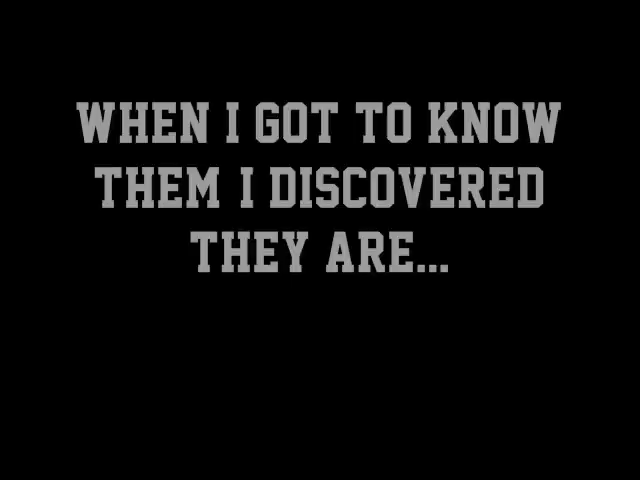 WHEN I GOT TO KNOW
THEM I DISCOVERED
THEY ARE...